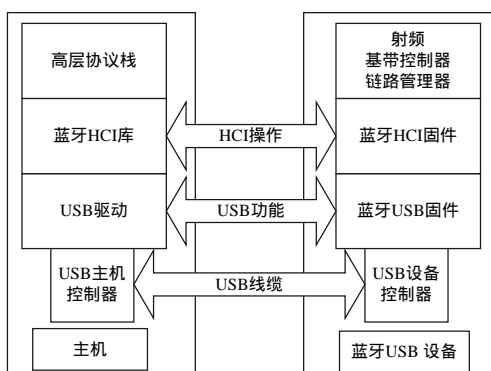 高层协议栈
射频
基带控制器
链路管理器
蓝牙HCI库
HCI操作
蓝牙HCI固件
USB驱动
USB功能
蓝牙USB固件
USB主机
控制器
USB线缆
USB设备
控制器
主机
蓝牙USB 设备